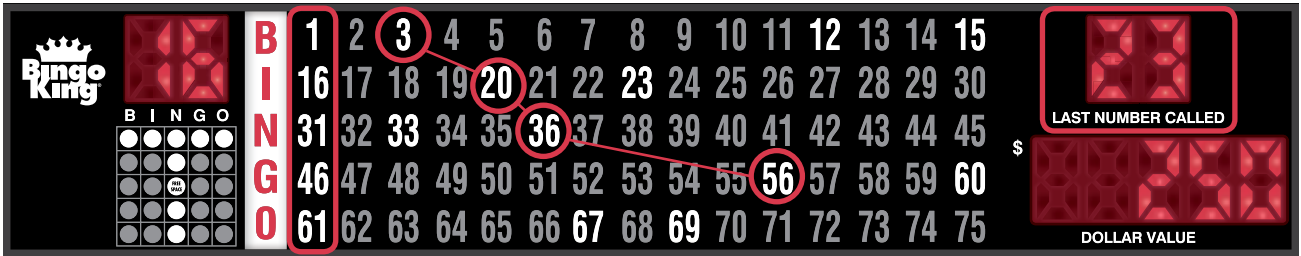 Bingo
King
B I N G O
FREE
SPACE
B 1 2 3 4 5 6 7 8 9 10 11 12 13 14 15
I 16 17 18 19 20 21 22 23 24 25 26 27 28 29 30
N 31 32 33 34 35 36 37 38 39 40 41 42 43 44 45
G 46 47 48 49 50 51 52 53 54 55 56 57 58 59 60
O 61 62 63 64 65 66 67 68 69 70 71 72 73 74 75
LAST NUMBER CALLED
$
DOLLAR VALUE